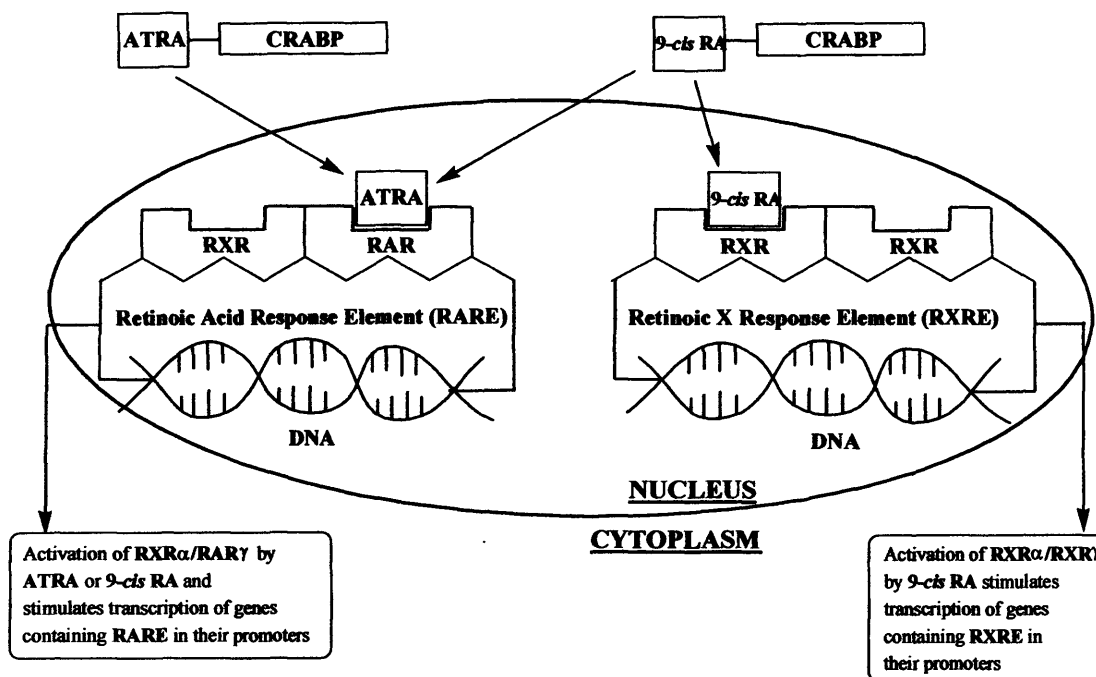 ATRA
CRABP
9-cis RA
CRABP
ATRA
9-cis RA
RXR
RAR
RXR
RXR
Retinoic Acid Response Element (RARE)
Retinoic X Response Element (RXRE)
DNA
DNA
NUCLEUS
CYTOPLASM
Activation of RXRα/RARγ by
ATRA or 9-cis RA and
stimulates transcription of genes
containing RARE in their promoters
Activation of RXRα/RXRγ
by 9-cis RA stimulates
transcription of genes
containing RXRE in
their promoters